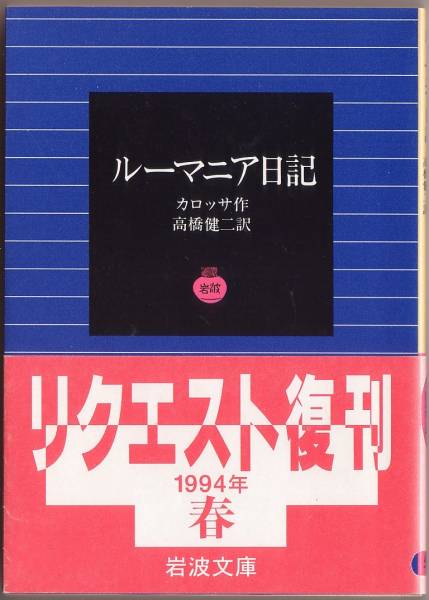 ルーマニア日記
カロッサ作
高橋健二訳
岩波
リクエスト復刊
1994年
春
岩波文庫